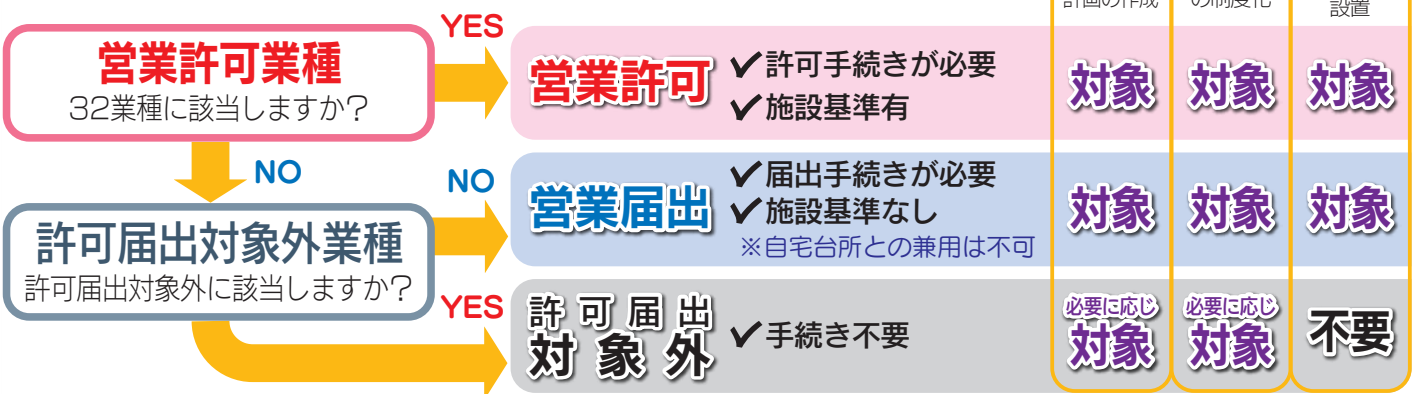 計画の作成
の制度化
設置
YES
営業許可業種
32業種に該当しますか?
営業許可
✔許可手続きが必要
✔施設基準有
対象
対象
対象
NO
NO
営業届出
✔届出手続きが必要
✔施設基準なし
※自宅台所との兼用は不可
対象
対象
対象
許可届出対象外業種
許可届出対象外に該当しますか?
YES
許可届出
対象外
✔手続き不要
必要に応じ
対象
必要に応じ
対象
不要